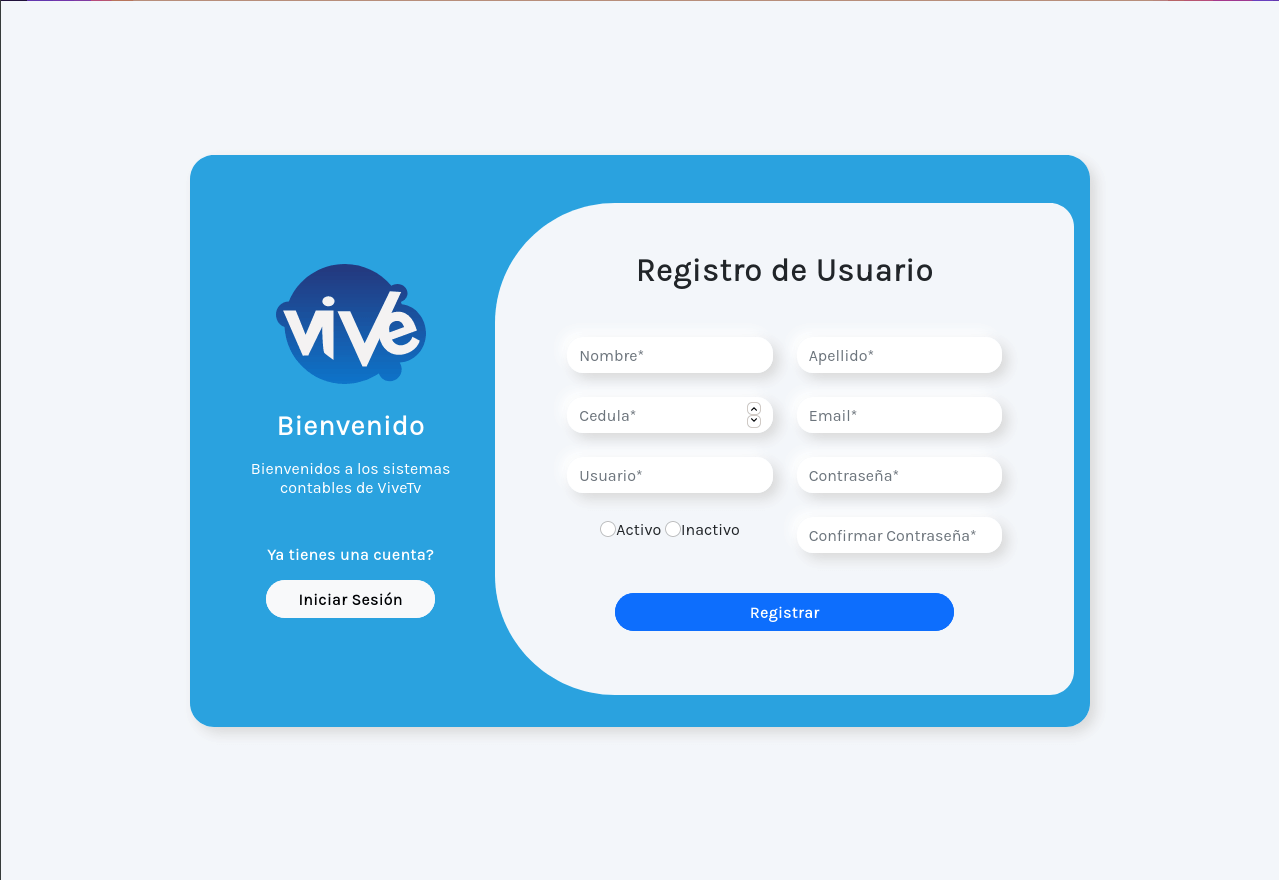 vive
Bienvenido
Bienvenidos a los sistemas
contables de ViveTv
Ya tienes una cuenta?
Iniciar Sesión
Registro de Usuario
Nombre*
Apellido*
Cedula*
Email*
Usuario*
Contraseña*
Activo Inactivo
Confirmar Contraseña*
Registrar